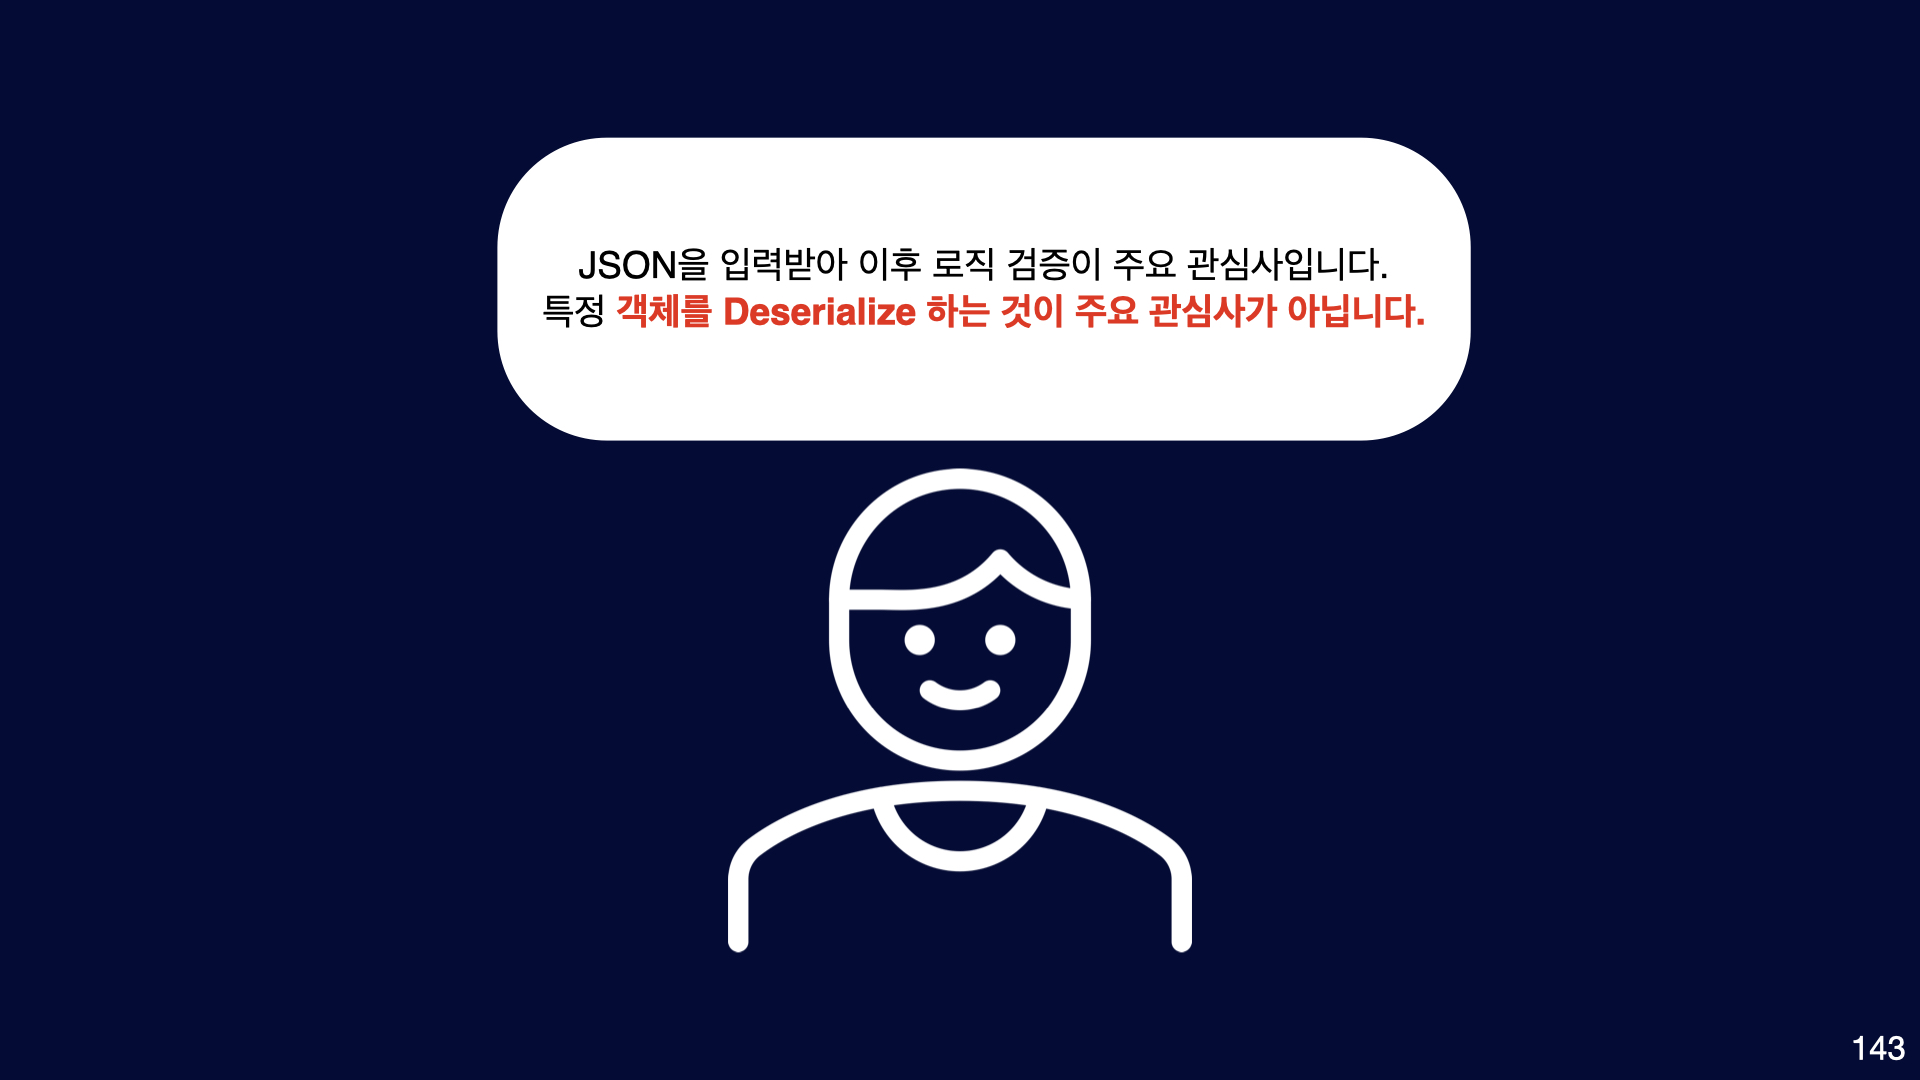 JSON을 입력받아 이후 로직 검증이 주요 관심사입니다.
특정 객체를 Deserialize 하는 것이 주요 관심사가 아닙니다.
143